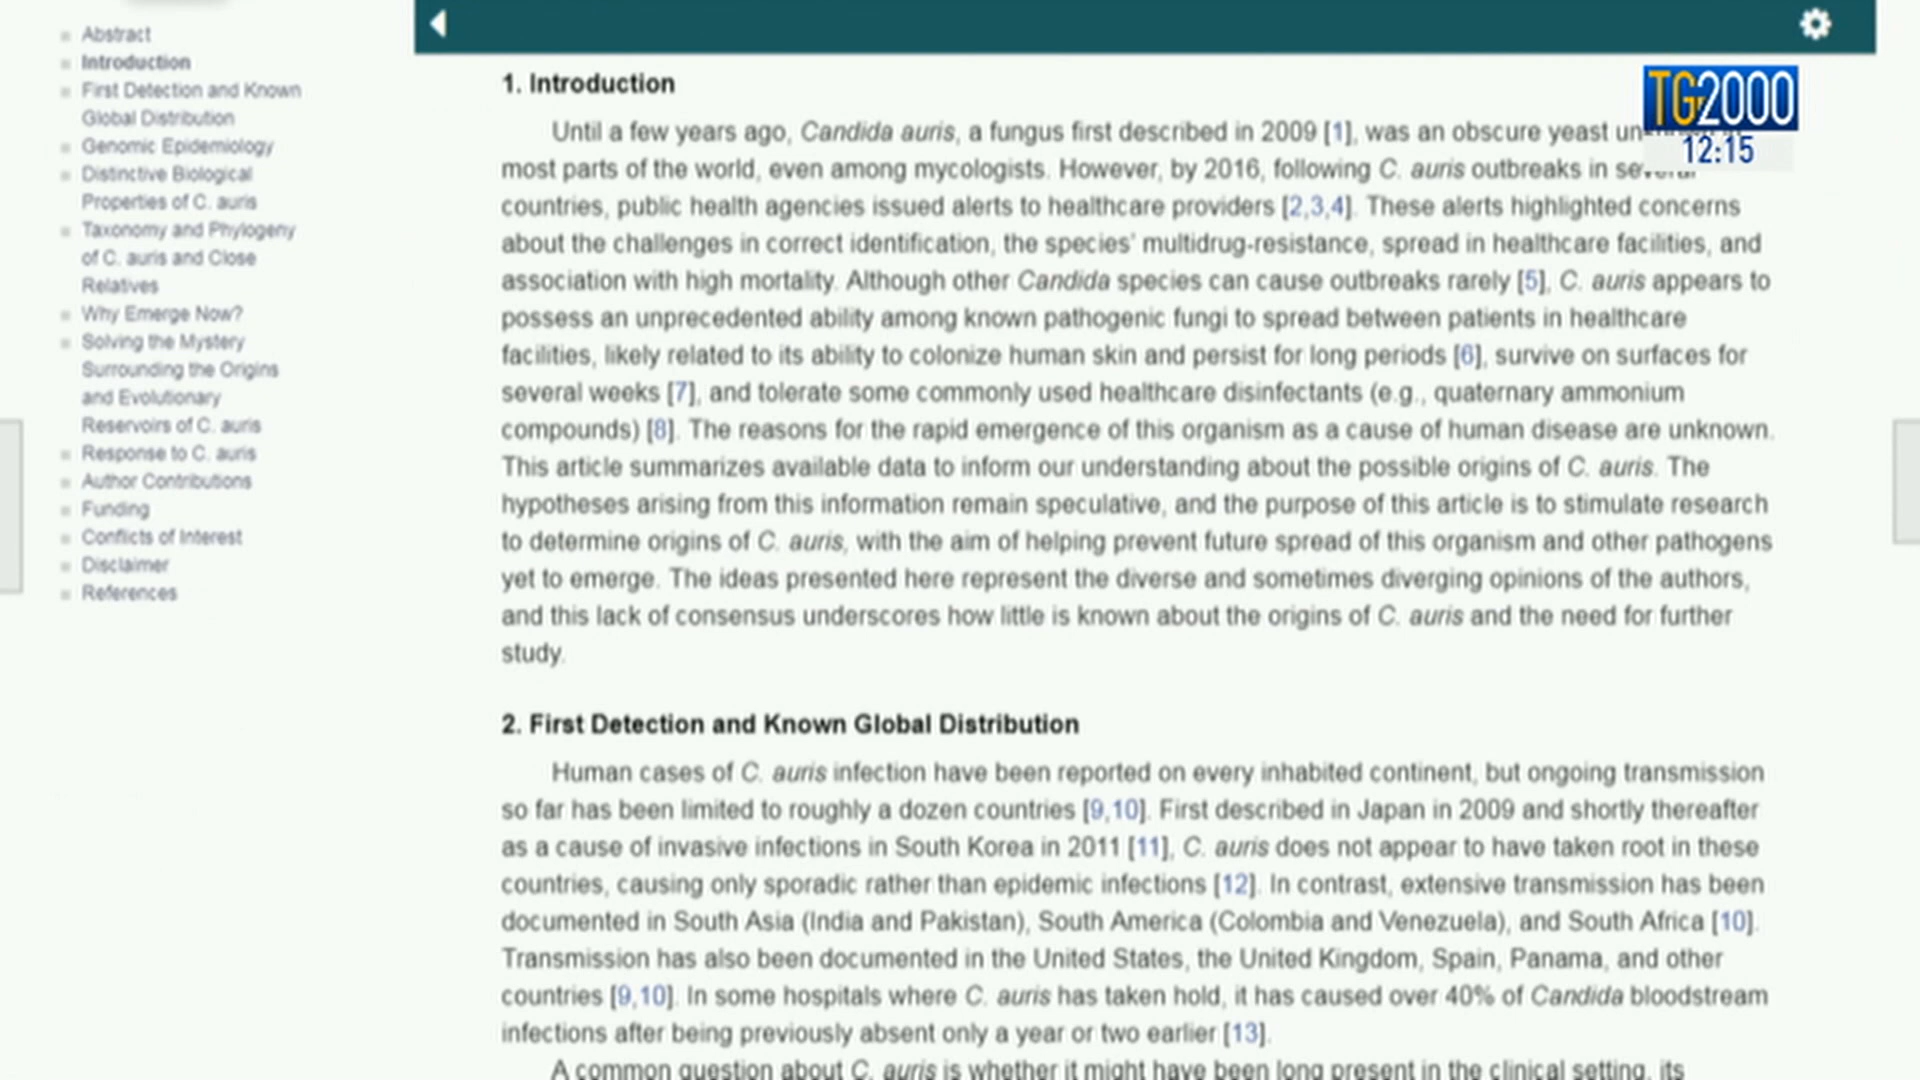 Abstract
Introduction
First Detection and Known
Global Distribution
Genomic Epidemiology
Distinctive Biological
Properties of C. auris
Taxonomy and Phylogeny
of C. auris and Close
Relatives
Why Emerge Now?
Solving the Mystery
Surrounding the Origins
and Evolutionary
Reservoirs of C. auris
Response to C. auris
Author Contributions
Funding
Conflicts of Interest
Disclaimer
References
TG2000
12:15
1. Introduction
Until a few years ago, Candida auris, a fungus first described in 2009 [1], was an obscure yeast
most parts of the world, even among mycologists. However, by 2016, following C. auris outbreaks in several
countries, public health agencies issued alerts to healthcare providers [2,3,4]. These alerts highlighted concerns
about the challenges in correct identification, the species’ multidrug-resistance, spread in healthcare facilities, and
association with high mortality. Although other Candida species can cause outbreaks rarely [5], C. auris appears to
possess an unprecedented ability among known pathogenic fungi to spread between patients in healthcare
facilities, likely related to its ability to colonize human skin and persist for long periods [6], survive on surfaces for
several weeks [7], and tolerate some commonly used healthcare disinfectants (e.g., quaternary ammonium
compounds) [8]. The reasons for the rapid emergence of this organism as a cause of human disease are unknown.
This article summarizes available data to inform our understanding about the possible origins of C. auris. The
hypotheses arising from this information remain speculative, and the purpose of this article is to stimulate research
to determine origins of C. auris, with the aim of helping prevent future spread of this organism and other pathogens
yet to emerge. The ideas presented here represent the diverse and sometimes diverging opinions of the authors,
and this lack of consensus underscores how little is known about the origins of C. auris and the need for further
study.
2. First Detection and Known Global Distribution
Human cases of C. auris infection have been reported on every inhabited continent, but ongoing transmission
so far has been limited to roughly a dozen countries [9,10]. First described in Japan in 2009 and shortly thereafter
as a cause of invasive infections in South Korea in 2011 [11], C. auris does not appear to have taken root in these
countries, causing only sporadic rather than epidemic infections [12]. In contrast, extensive transmission has been
documented in South Asia (India and Pakistan), South America (Colombia and Venezuela), and South Africa [10].
Transmission has also been documented in the United States, the United Kingdom, Spain, Panama, and other
countries [9,10]. In some hospitals where C. auris has taken hold, it has caused over 40% of Candida bloodstream
infections after being previously absent only a year or two earlier [13].
A common question about C. auris is whether it might have been long present in the clinical setting, its